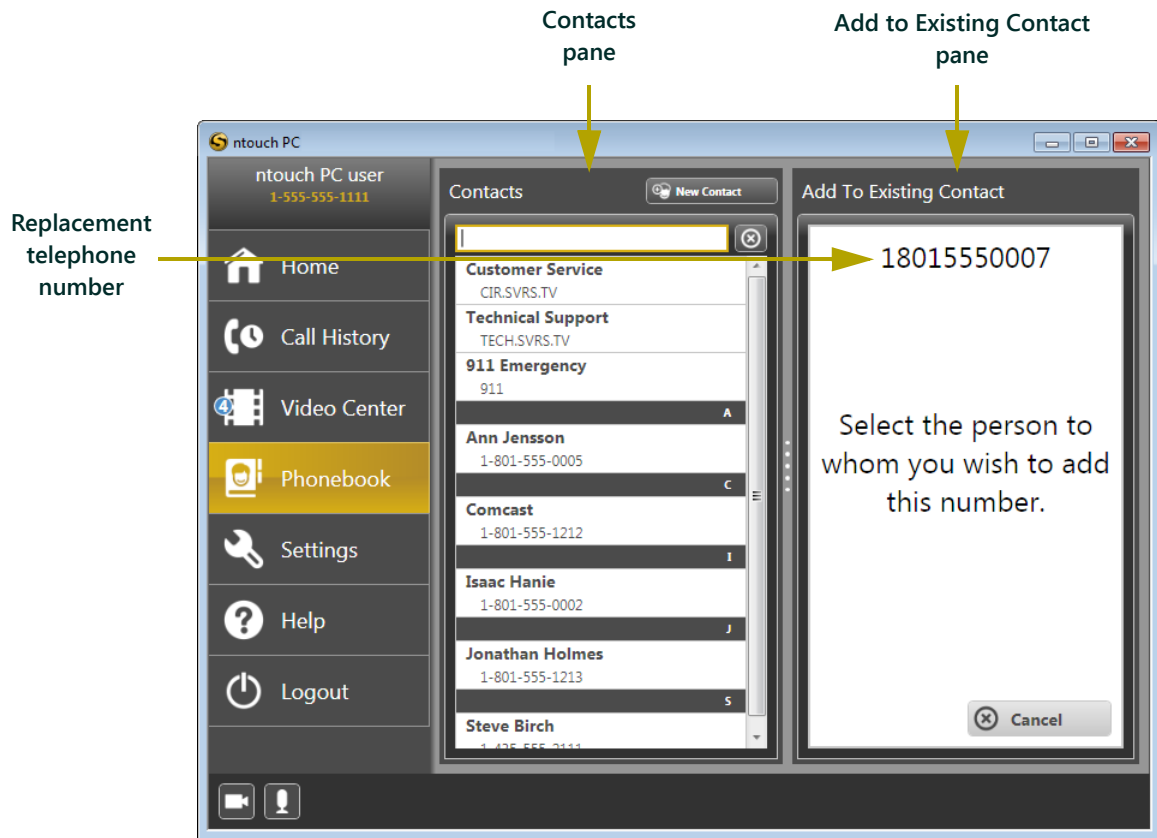 Contacts
pane
Add to Existing Contact
pane
Replacement
telephone
number
ntouch PC
ntouch PC user
1-555-555-1111
Home
Call History
4
Video Center
Phonebook
Settings
Help
Logout
Contacts
New Contact
Customer Service
CIR.SVRS.TV
Technical Support
TECH.SVRS.TV
911 Emergency
911
A
Ann Jensson
1-801-555-0005
C
Comcast
1-801-555-1212
I
Isaac Hanie
1-801-555-0002
J
Jonathan Holmes
1-801-555-1213
S
Steve Birch
Add To Existing Contact
18015550007
Select the person to
whom you wish to add
this number.
Cancel